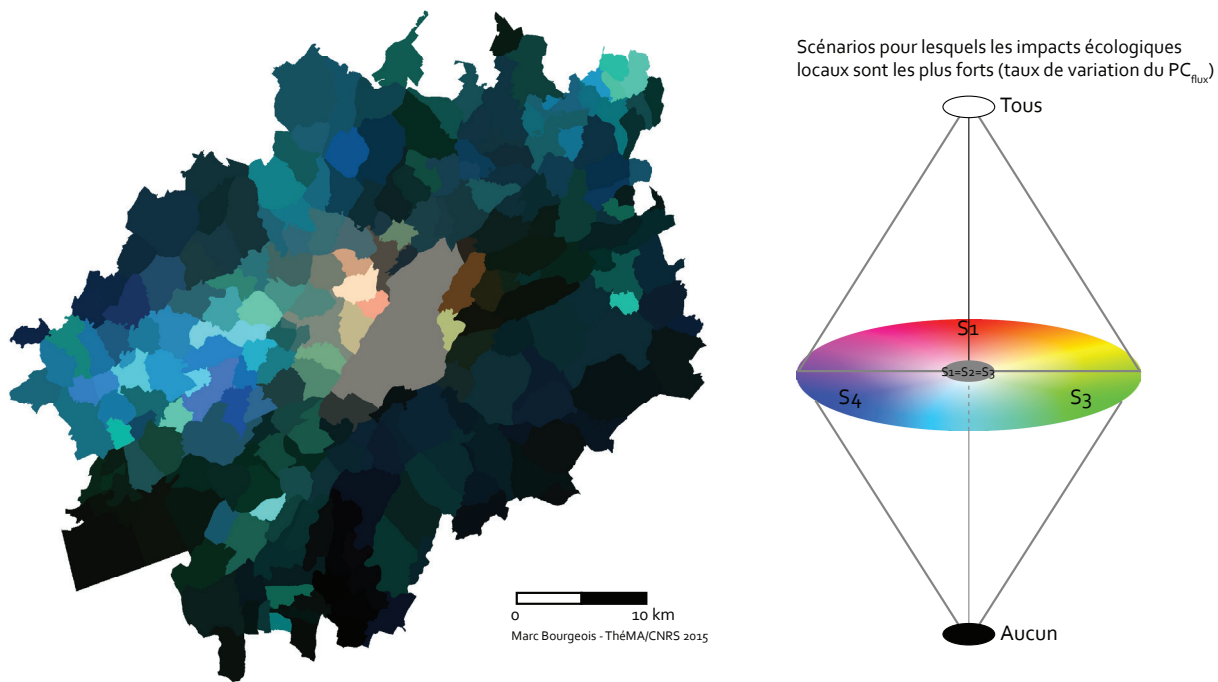 Scénarios pour lesquels les impacts écologiques
locaux sont les plus forts (taux de variation du PCflux)
Tous
S1
S1=S2=S3
S4
S3
Aucun
0
10 km
Marc Bourgeois - ThéMA/CNRS 2015